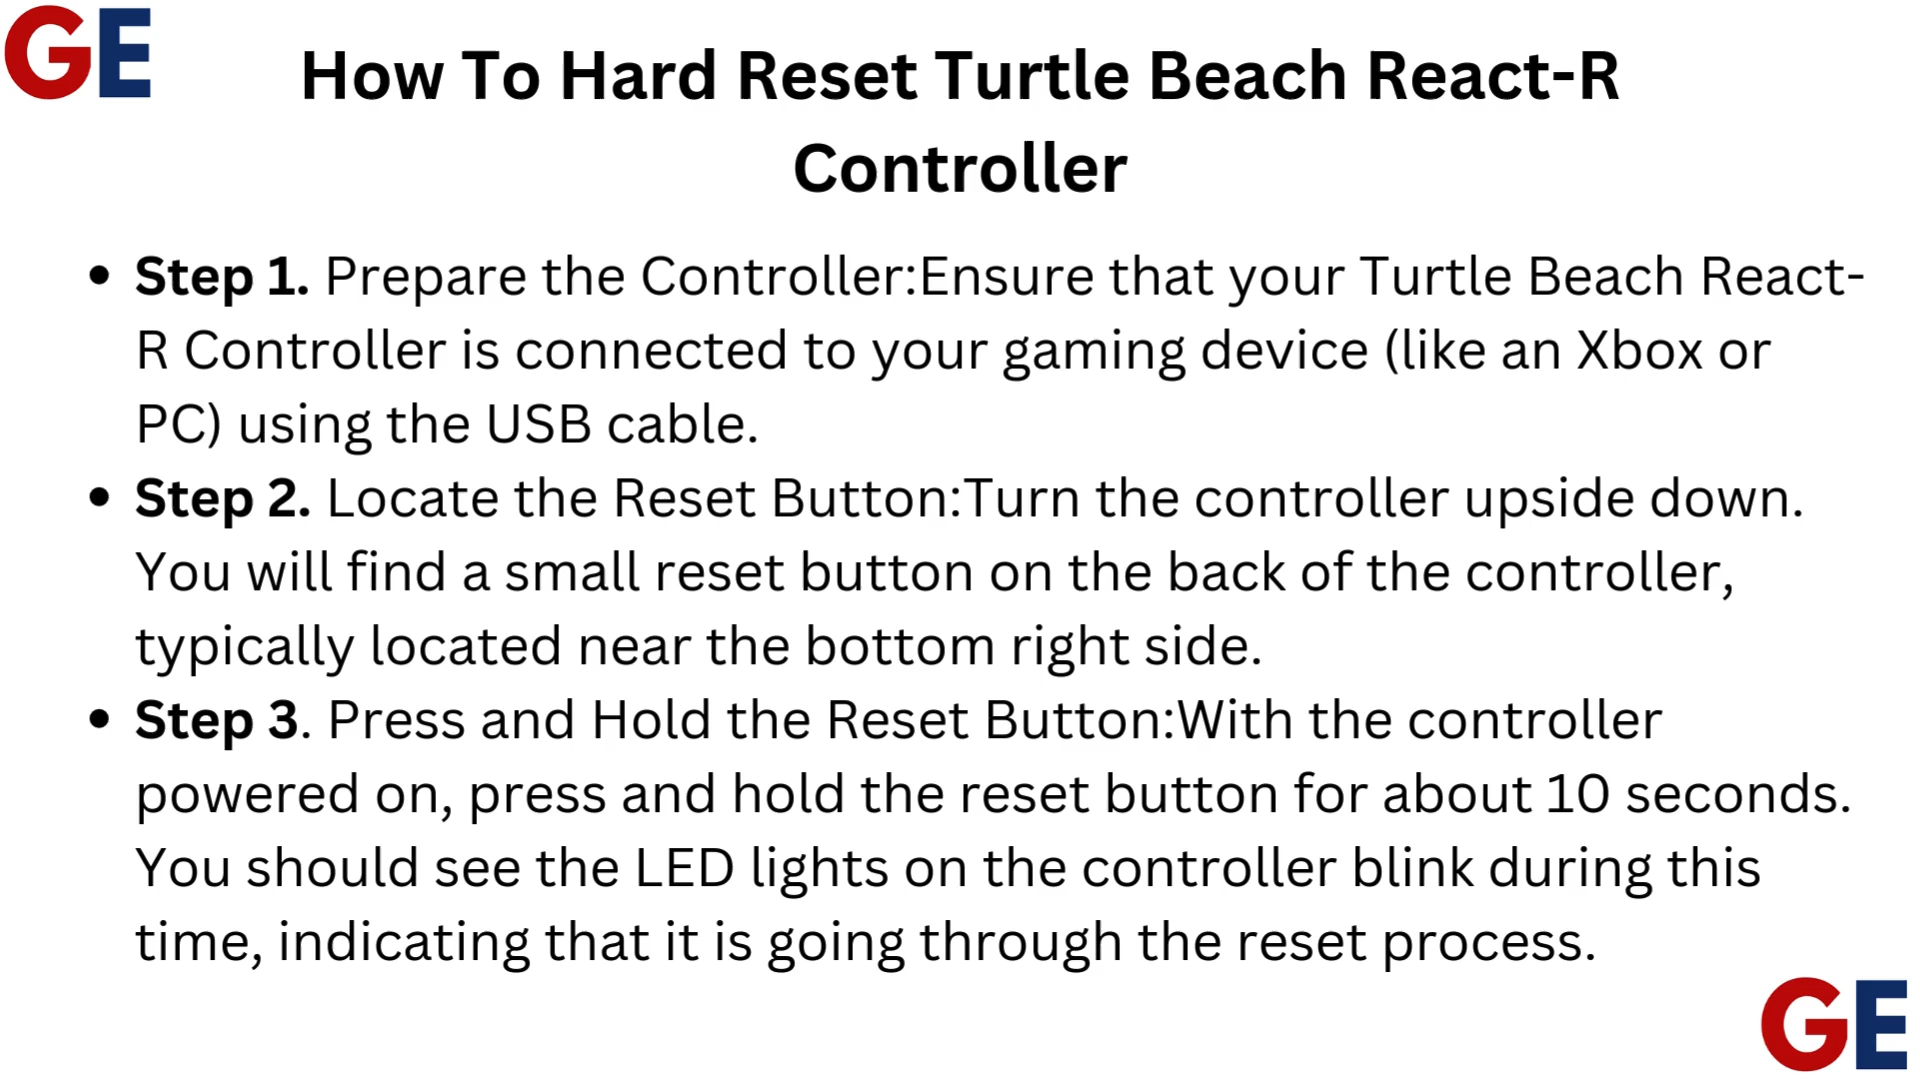 GE
How To Hard Reset Turtle Beach React-R
Controller
• Step 1. Prepare the Controller:Ensure that your Turtle Beach React-
R Controller is connected to your gaming device (like an Xbox or
PC) using the USB cable.
• Step 2. Locate the Reset Button:Turn the controller upside down.
You will find a small reset button on the back of the controller,
typically located near the bottom right side.
• Step 3. Press and Hold the Reset Button:With the controller
powered on, press and hold the reset button for about 10 seconds.
You should see the LED lights on the controller blink during this
time, indicating that it is going through the reset process.
GE